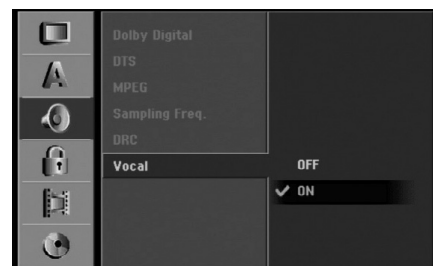 A
Dolby Digital
DTS
MPEG
Sampling Freq.
DRC
Vocal
OFF
ON